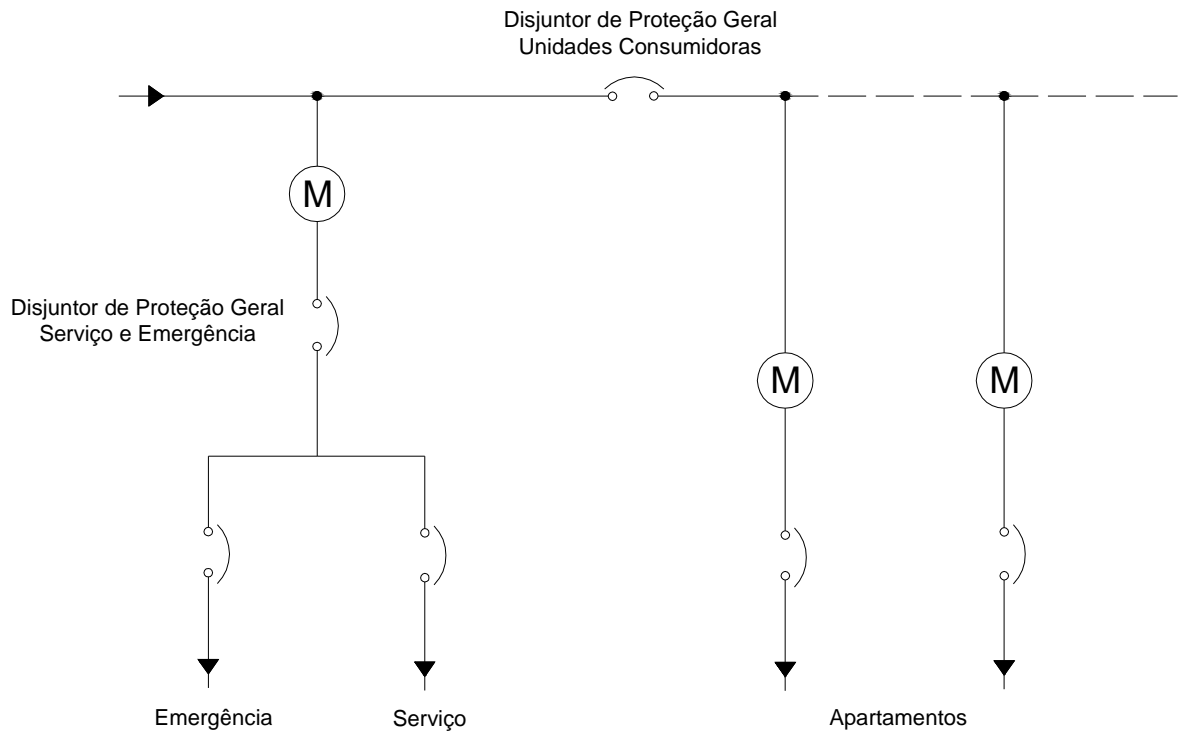 Disjuntor de Proteção Geral
Unidades Consumidoras
M
Disjuntor de Proteção Geral
Serviço e Emergência
M
M
Emergência
Serviço
Apartamentos